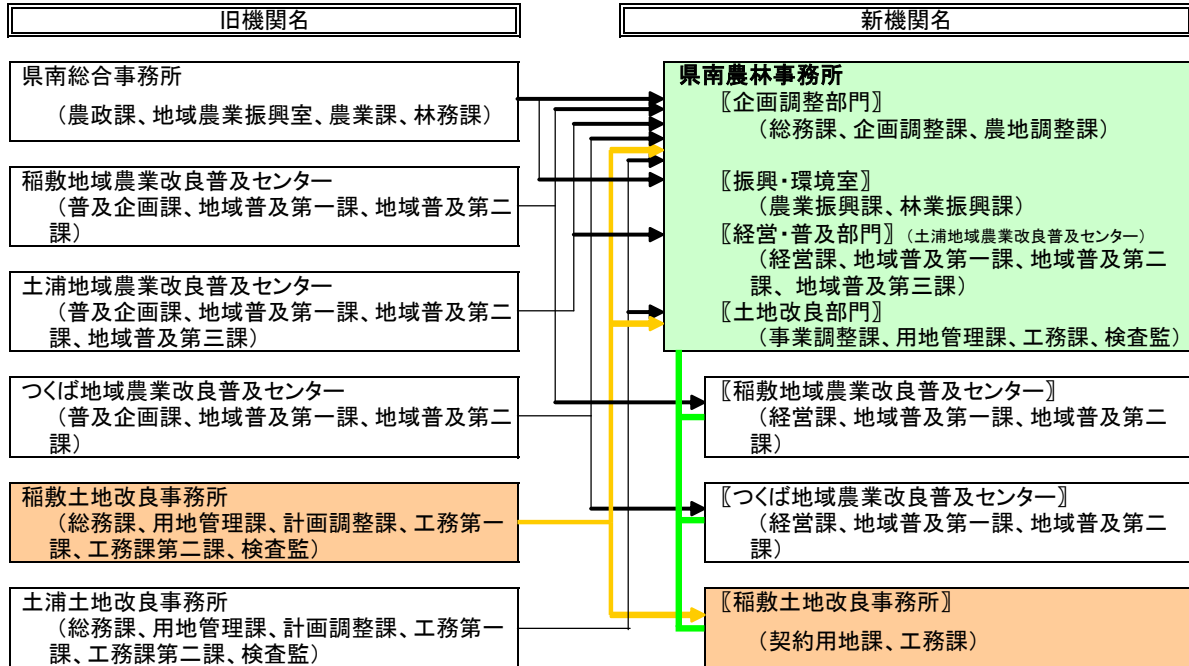 旧機関名
県南総合事務所
（農政課、地域農業振興室、農業課、林務課）
稲敷地域農業改良普及センター
（普及企画課、地域普及第一課、地域普及第二
課）
土浦地域農業改良普及センター
（普及企画課、地域普及第一課、地域普及第二
課、地域普及第三課）
つくば地域農業改良普及センター
（普及企画課、地域普及第一課、地域普及第二
課）
稲敷土地改良事務所
（総務課、用地管理課、計画調整課、工務第一
課、工務課第二課、検査監）
土浦土地改良事務所
（総務課、用地管理課、計画調整課、工務第一
課、工務課第二課、検査監）
新機関名
県南農林事務所
〖企画調整部門〗
（総務課、企画調整課、農地調整課）
〖振興・環境室〗
（農業振興課、林業振興課）
〖経営・普及部門〗（土浦地域農業改良普及センター）
（経営課、地域普及第一課、地域普及第二
課、地域普及第三課）
〖土地改良部門〗
（事業調整課、用地管理課、工務課、検査監）
〖稲敷地域農業改良普及センター〗
（経営課、地域普及第一課、地域普及第二
課）
〖つくば地域農業改良普及センター〗
（経営課、地域普及第一課、地域普及第二
課）
〖稲敷土地改良事務所〗
（契約用地課、工務課）